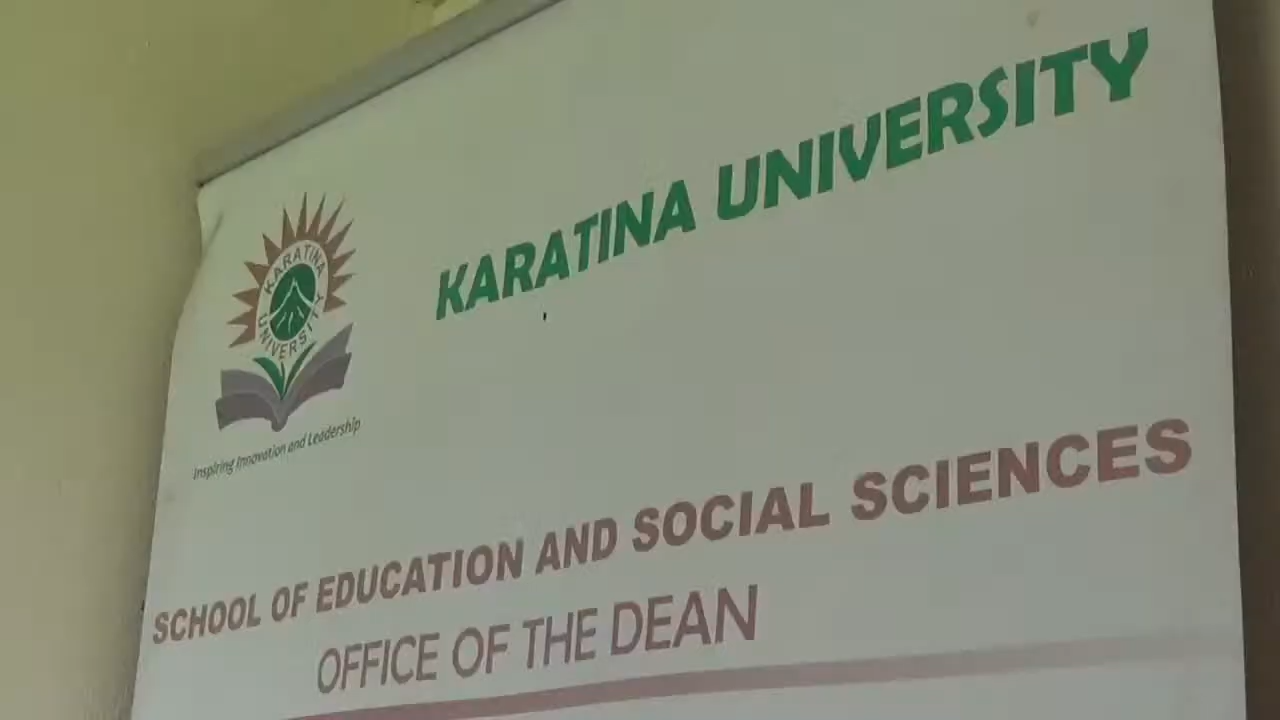 KARATINA UNIVERSITY
KARATINA
UNIVERSITY
Inspiring Innovation and Leadership
SCHOOL OF EDUCATION AND SOCIAL SCIENCES
OFFICE OF THE DEAN